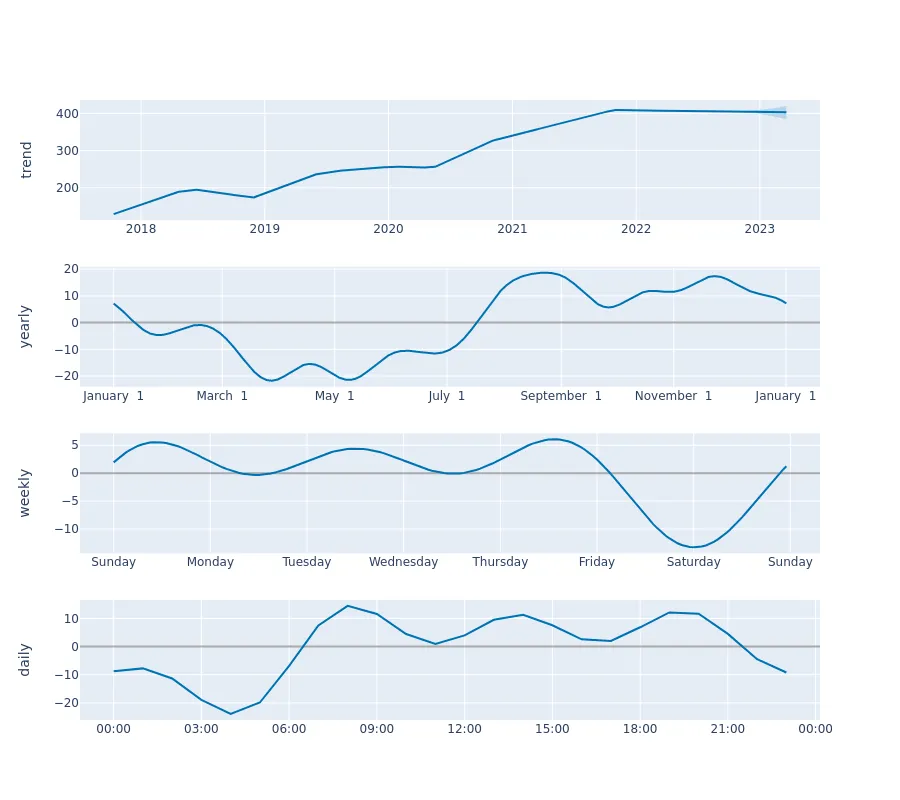 trend
400
300
200
2018 2019 2020 2021 2022 2023
yearly
20
10
0
−10
−20
January 1 March 1 May 1 July 1 September 1 November 1 January 1
weekly
5
0
−5
−10
Sunday Monday Tuesday Wednesday Thursday Friday Saturday Sunday
daily
10
0
−10
−20
00:00 03:00 06:00 09:00 12:00 15:00 18:00 21:00 00:00